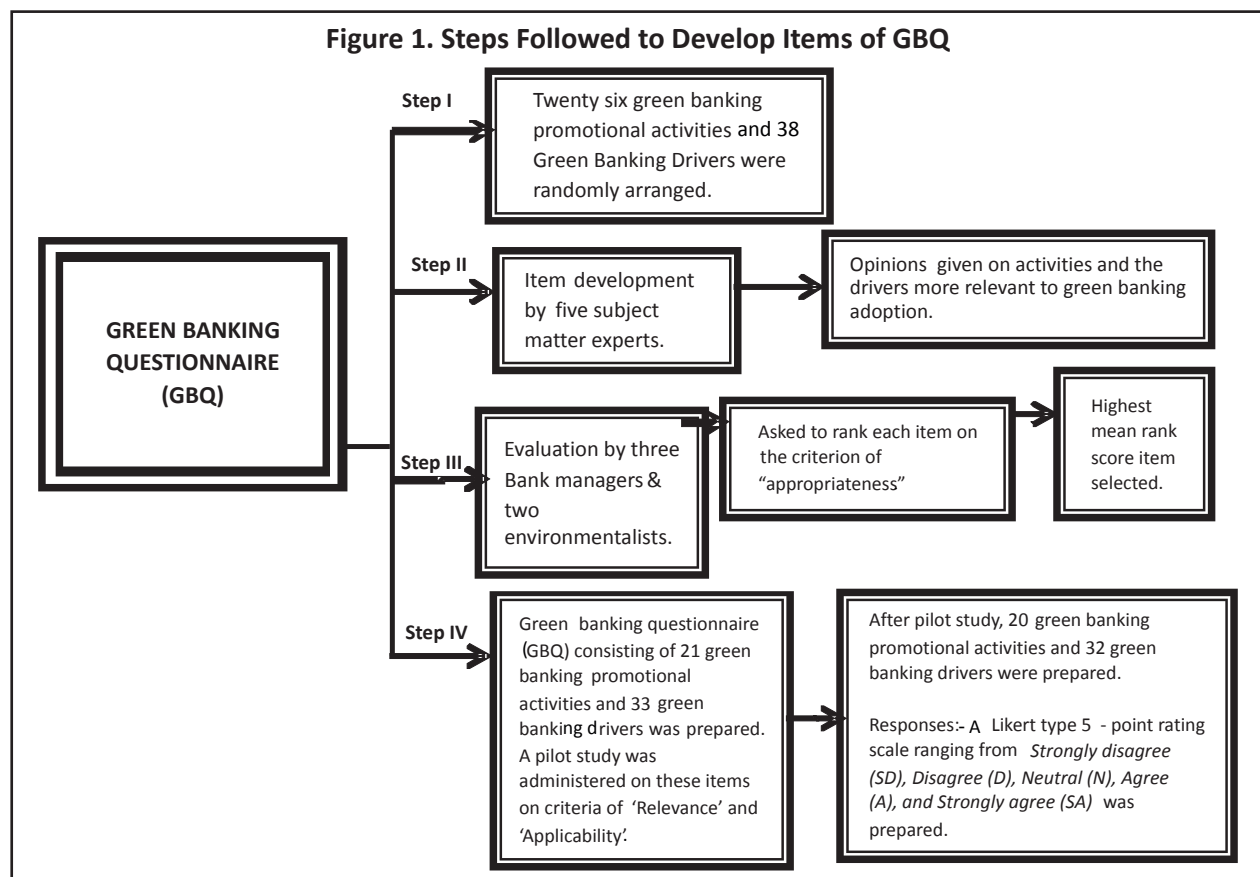 Figure 1. Steps Followed to Develop Items of GBQ
GREEN BANKING
QUESTIONNAIRE
(GBQ)
Step I
Twenty six green banking
promotional activities and 38
Green Banking Drivers were
randomly arranged.
Step II
Item development
by five subject
matter experts.
Opinions given on activities and the
drivers more relevant to green banking
adoption.
Step III
Evaluation by three
Bank managers &
two
environmentalists.
Asked to rank each item on
the criterion of
“appropriateness”
Highest
mean rank
score item
selected.
Step IV
Green banking questionnaire
(GBQ) consisting of 21 green
banking promotional
activities and 33 green
banking drivers was prepared.
A pilot study was
administered on these items
on criteria of ‘Relevance’ and
‘Applicability’.
After pilot study, 20 green banking
promotional activities and 32 green
banking drivers were prepared.
Responses:- A Likert type 5 - point rating
scale ranging from Strongly disagree
(SD), Disagree (D), Neutral (N), Agree
(A), and Strongly agree (SA) was
prepared.